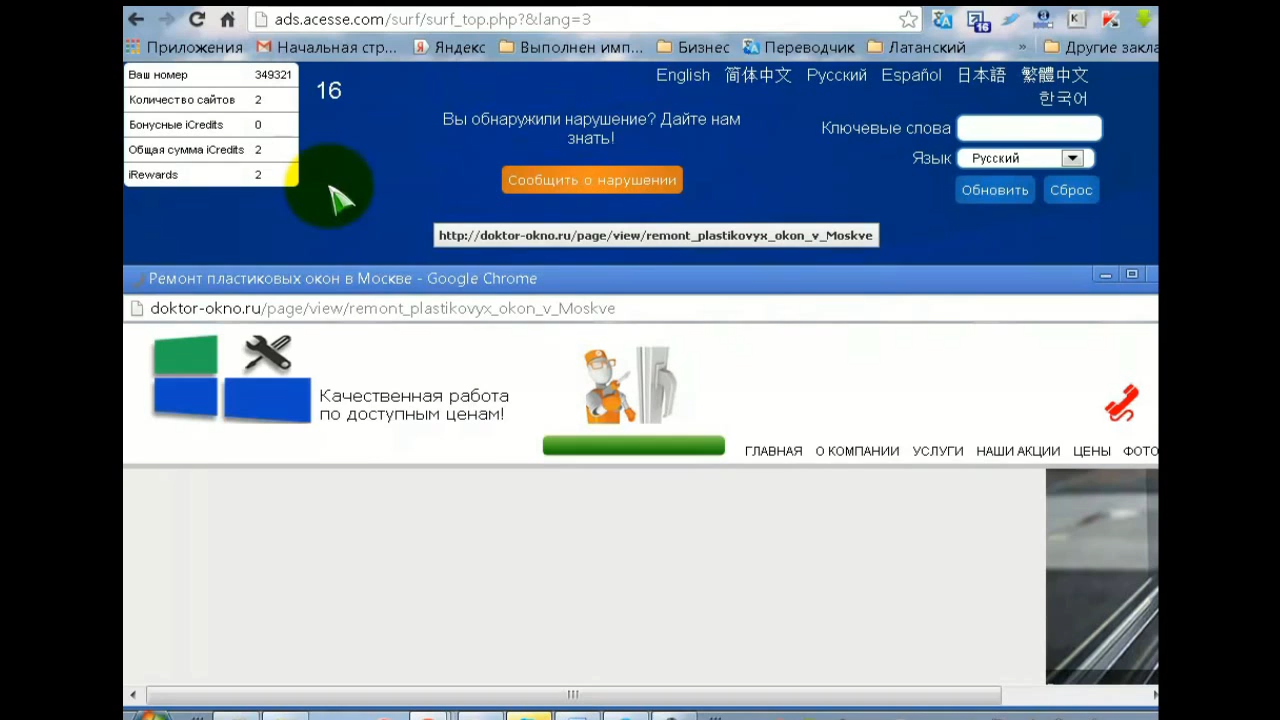 ads.acesse.com/surf/surf_top.php?&lang=3
16
K
Приложения
Начальная стр...
Яндекс
Выполнен имп...
Бизнес
Переводчик
Латанский
»
Другие закла
Ваш номер 349321
Количество сайтов 2
Бонусные iCredits 0
Общая сумма iCredits 2
iRewards 2
16
Вы обнаружили нарушение? Дайте нам
знать!
Сообщить о нарушении
English 简体中文 Русский Español 日本語 繁體中文
한국어
Ключевые слова
Язык Русский
Обновить Сброс
http://doktor-okno.ru/page/view/remont_plastikovyx_okon_v_Moskve
Ремонт пластиковых окон в Москве - Google Chrome
doktor-okno.ru/page/view/remont_plastikovyx_okon_v_Moskve
Качественная работа
по доступным ценам!
ГЛАВНАЯ О КОМПАНИИ УСЛУГИ НАШИ АКЦИИ ЦЕНЫ ФОТО